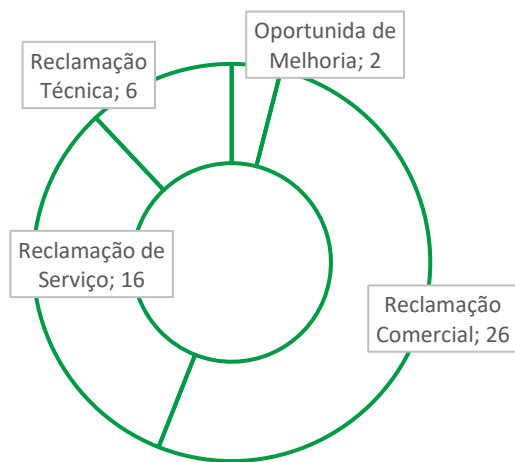 Oportunida de
Melhoria; 2
Reclamação
Técnica; 6
Reclamação de
Serviço; 16
Reclamação
Comercial; 26